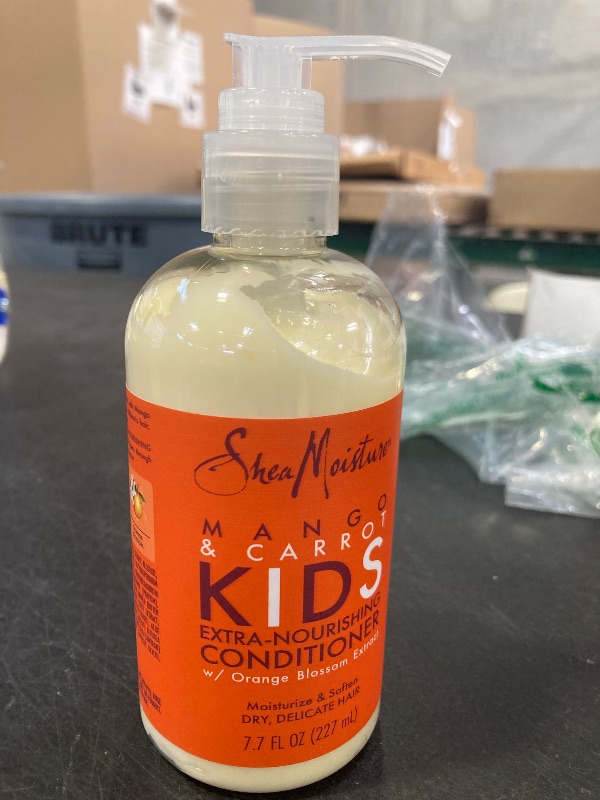 BRUTE
SheaMoisture
MANGO
& CARROT
KIDS
EXTRA-NOURISHING
CONDITIONER
w/ Orange Blossom Extract
Moisturize & Soften
DRY, DELICATE HAIR
7.7 FL OZ (227 mL)